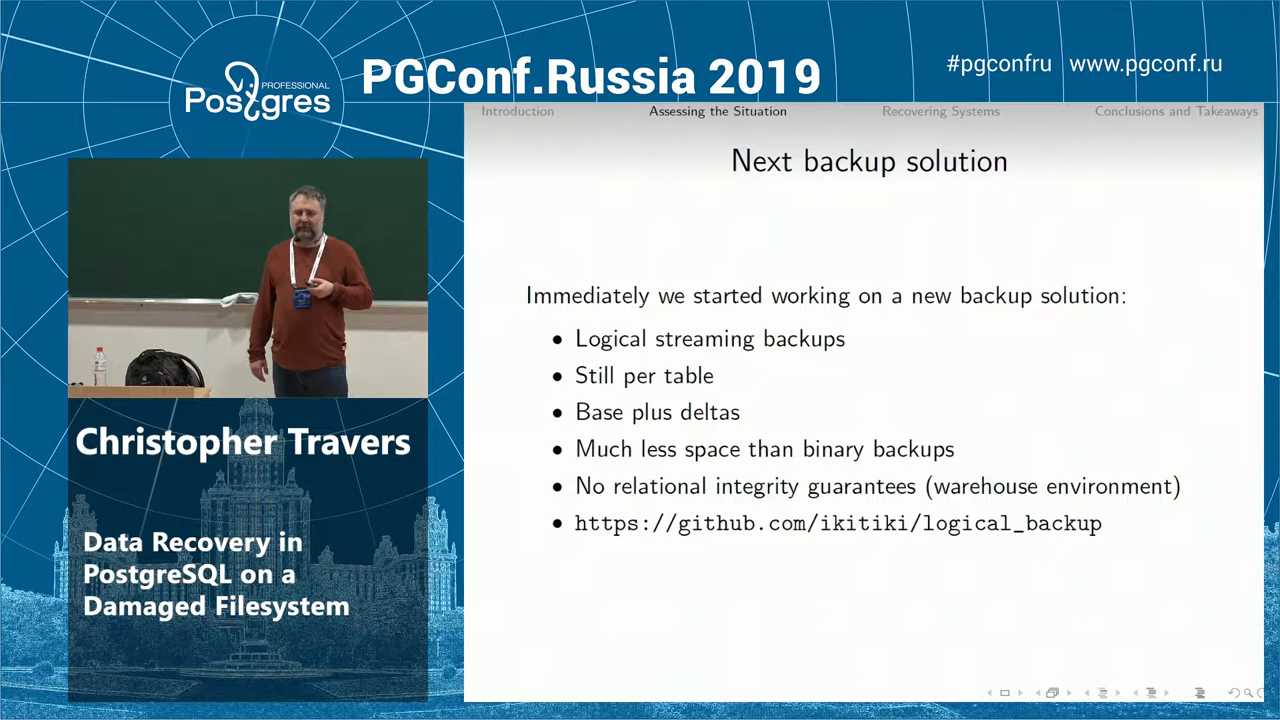 PROFESSIONAL
Postgres
PGConf.Russia 2019
#pgconfru www.pgconf.ru
Introduction
Assessing the Situation
Recovering Systems
Conclusions and Takeaways
Next backup solution
Immediately we started working on a new backup solution:
• Logical streaming backups
• Still per table
• Base plus deltas
• Much less space than binary backups
• No relational integrity guarantees (warehouse environment)
• https://github.com/ikitiki/logical_backup
Christopher Travers
Data Recovery in
PostgreSQL on a
Damaged Filesystem